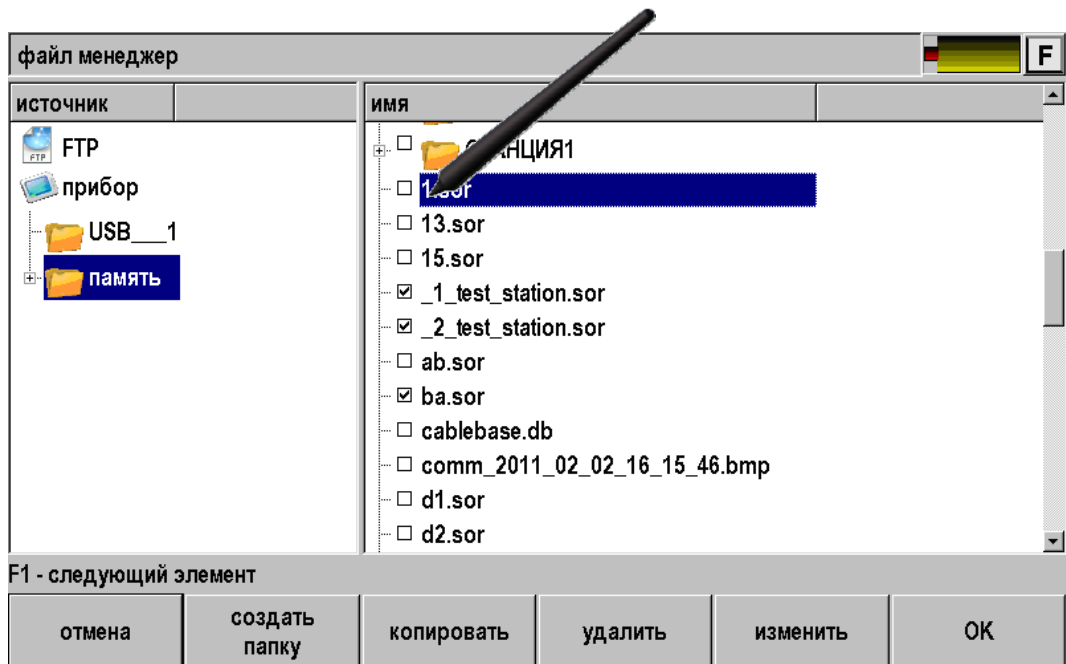 файл менеджер
F
источник
имя
FTP
FTP
прибор
USB___1
память
13.sor
15.sor
_1_test_station.sor
_2_test_station.sor
ab.sor
ba.sor
cablebase.db
comm_2011_02_02_16_15_46.bmp
d1.sor
d2.sor
F1 - следующий элемент
отмена
создать
папку
копировать
удалить
изменить
OK